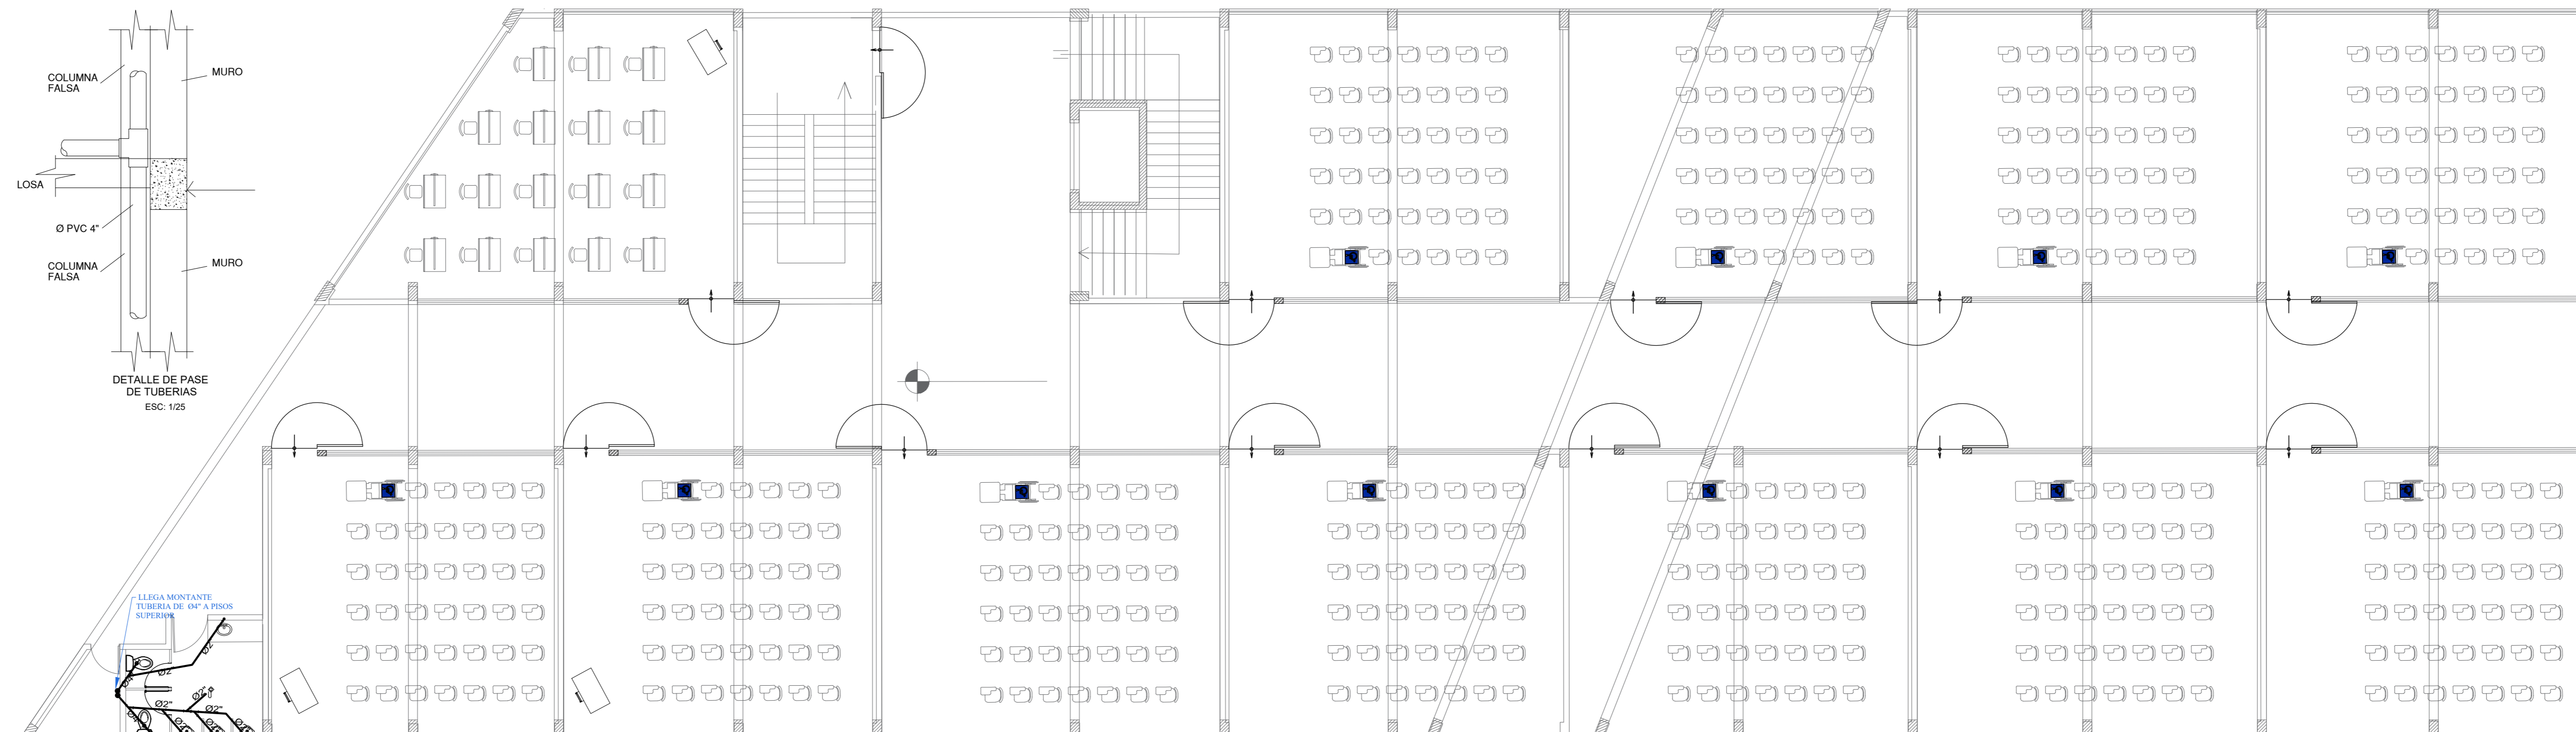 COLUMNA
FALSA
MURO
LOSA
Ø PVC 4"
COLUMNA
FALSA
MURO
DETALLE DE PASE
DE TUBERIAS
ESC: 1/25
LLEGA MONTANTE
TUBERIA DE Ø4" A PISOS
SUPERIOR
Ø2"
Ø2"
Ø2"
Ø2"